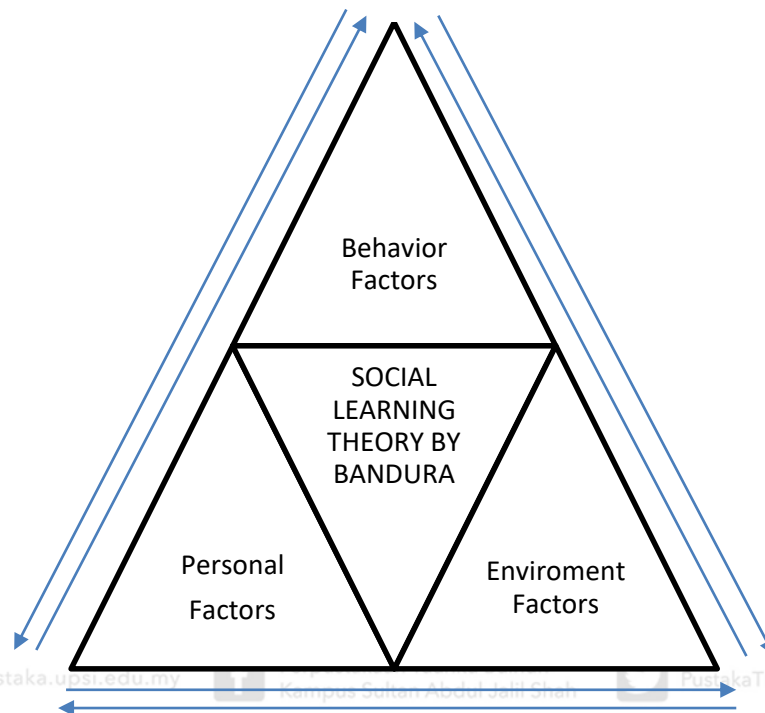 Behavior
Factors
SOCIAL
LEARNING
THEORY BY
BANDURA
Personal
Factors
Enviroment
Factors
staka.upsi.edu.my
Kampus Sultan Abdul Jalil Shah
PustakaT